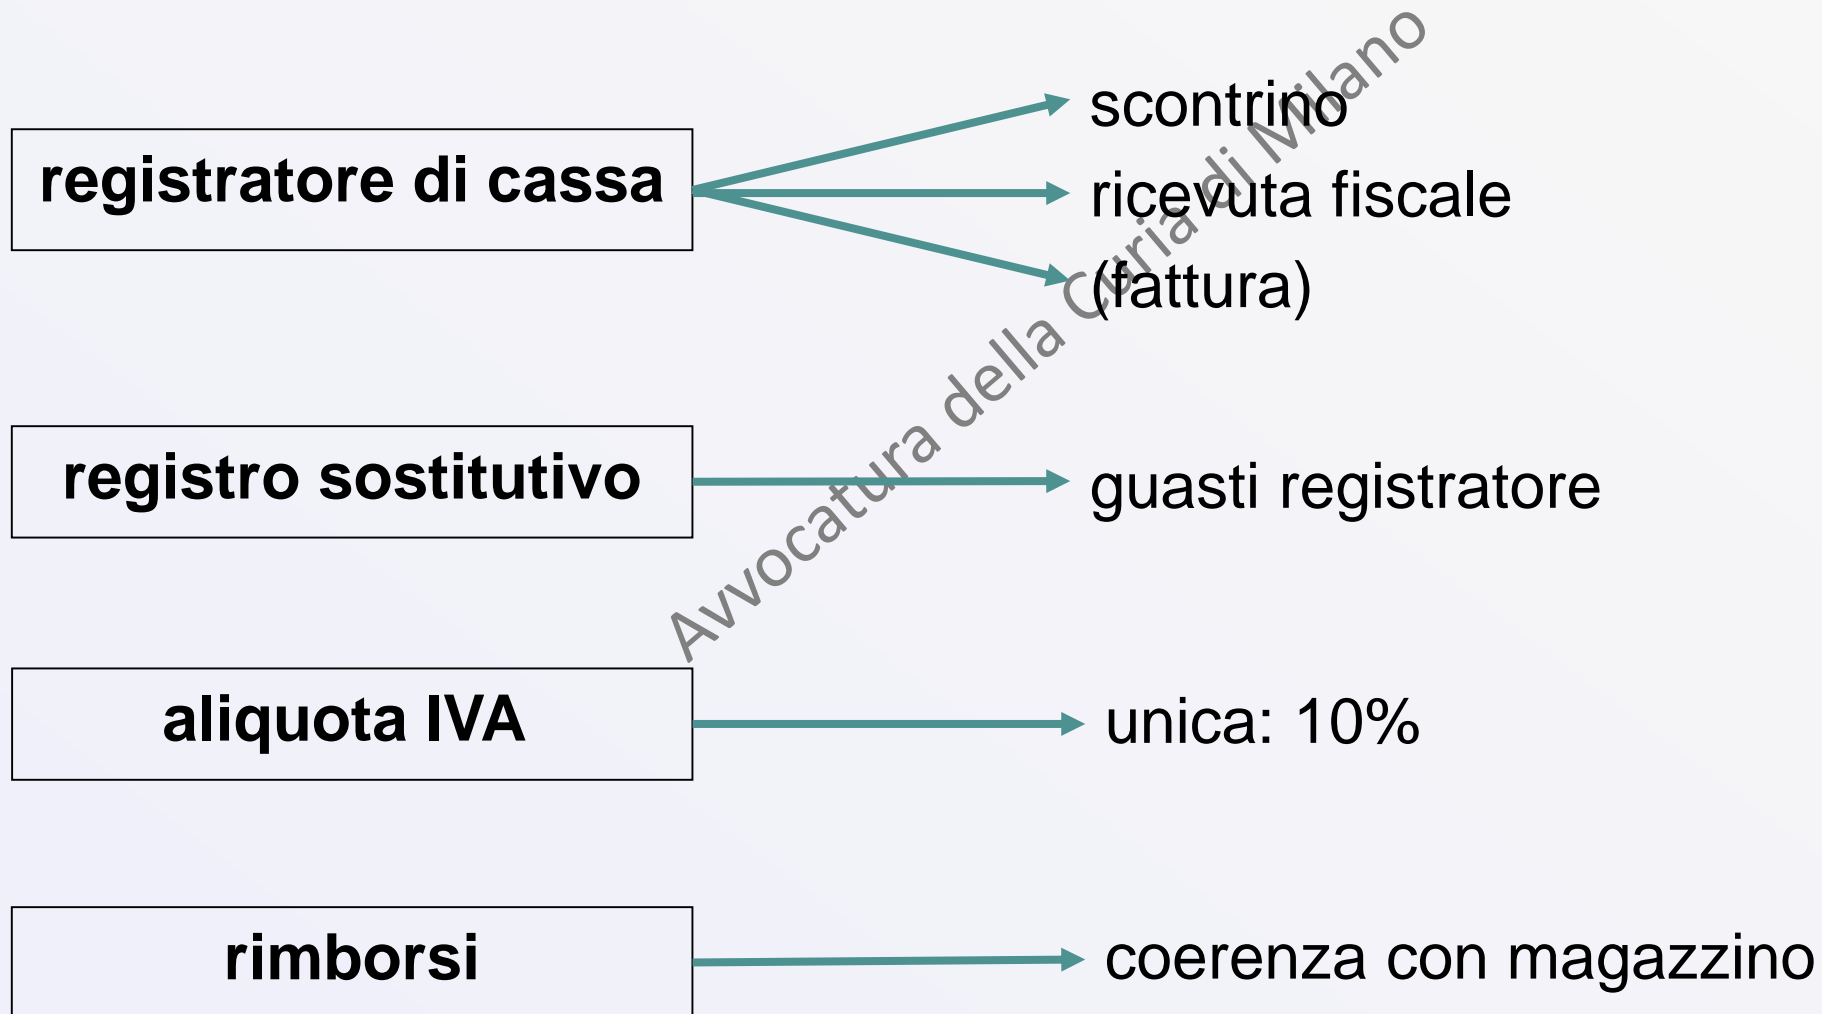 registratore di cassa
scontrino
ricevuta fiscale
(fattura)
registro sostitutivo
guasti registratore
aliquota IVA
unica: 10%
rimborsi
coerenza con magazzino
Avvocatura della Curia di Milano